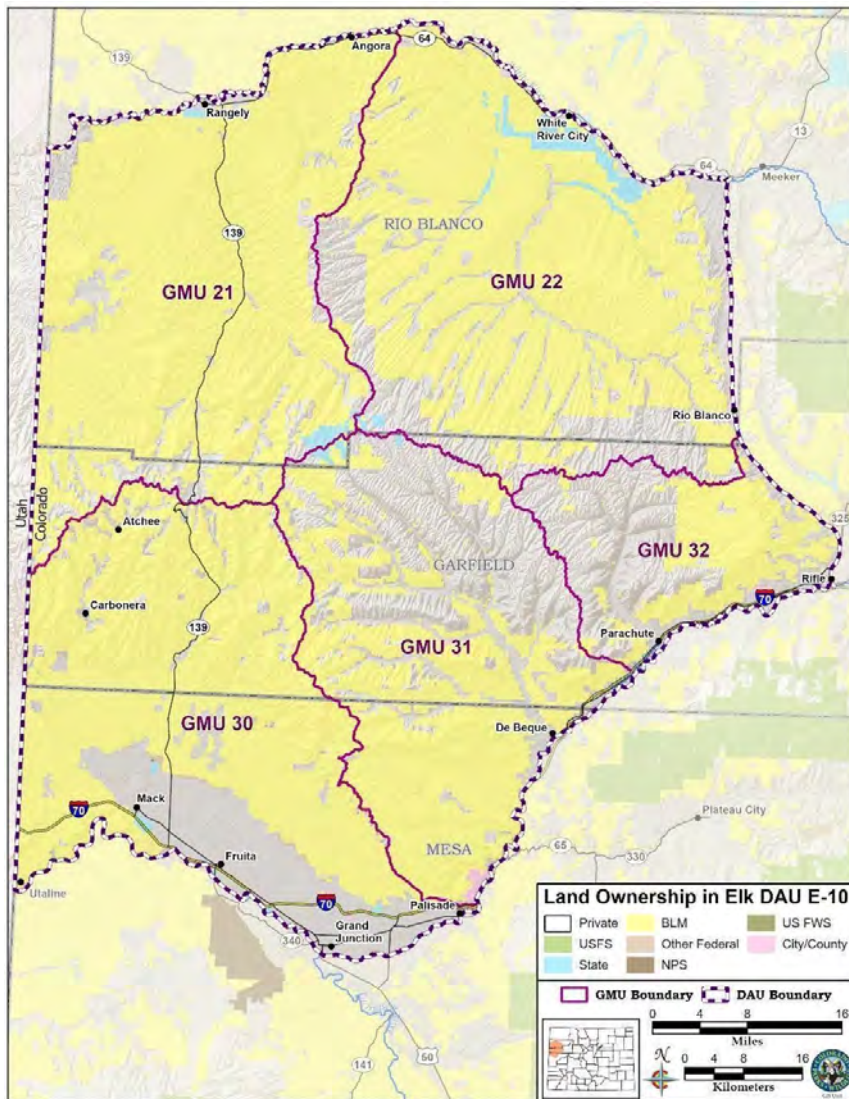 Angora
64
139
Rangely
White
River City
13
64
Meeker
RIO BLANCO
139
GMU 21
GMU 22
Rio Blanco
Utah
Colorado
Atchee
325
GMU 32
GARFIELD
Rifle
70
Carbonera
139
Parachute
GMU 31
GMU 30
De Beque
Mack
70
Plateau City
Fruita
MESA
65
330
Utaline
70
Palisade
Grand
Junction
340
141
50
Land Ownership in Elk DAU E-10
Private
BLM
US FWS
USFS
Other Federal
City/County
State
NPS
GMU Boundary
DAU Boundary
0 4 8 16
Miles
N
0 4 8 16
Kilometers